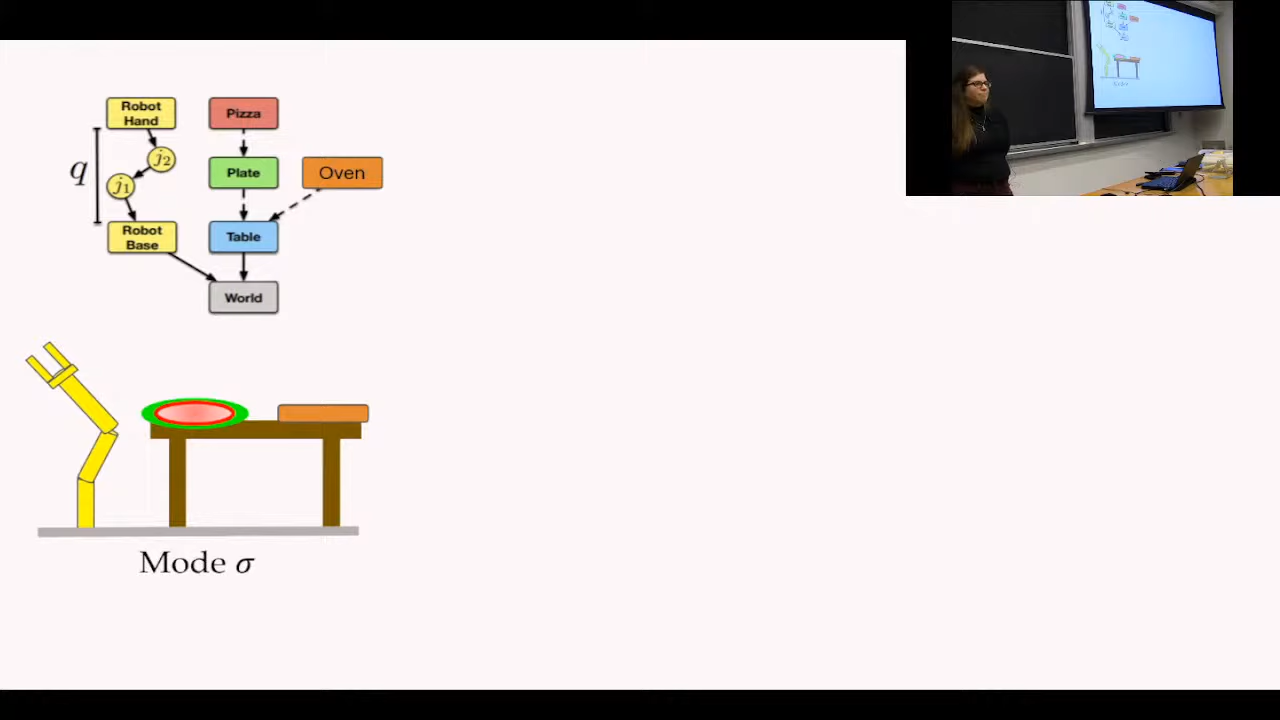 Robot
Hand
Pizza
q
j2
Plate
Oven
j1
Robot
Base
Table
World
Mode σ